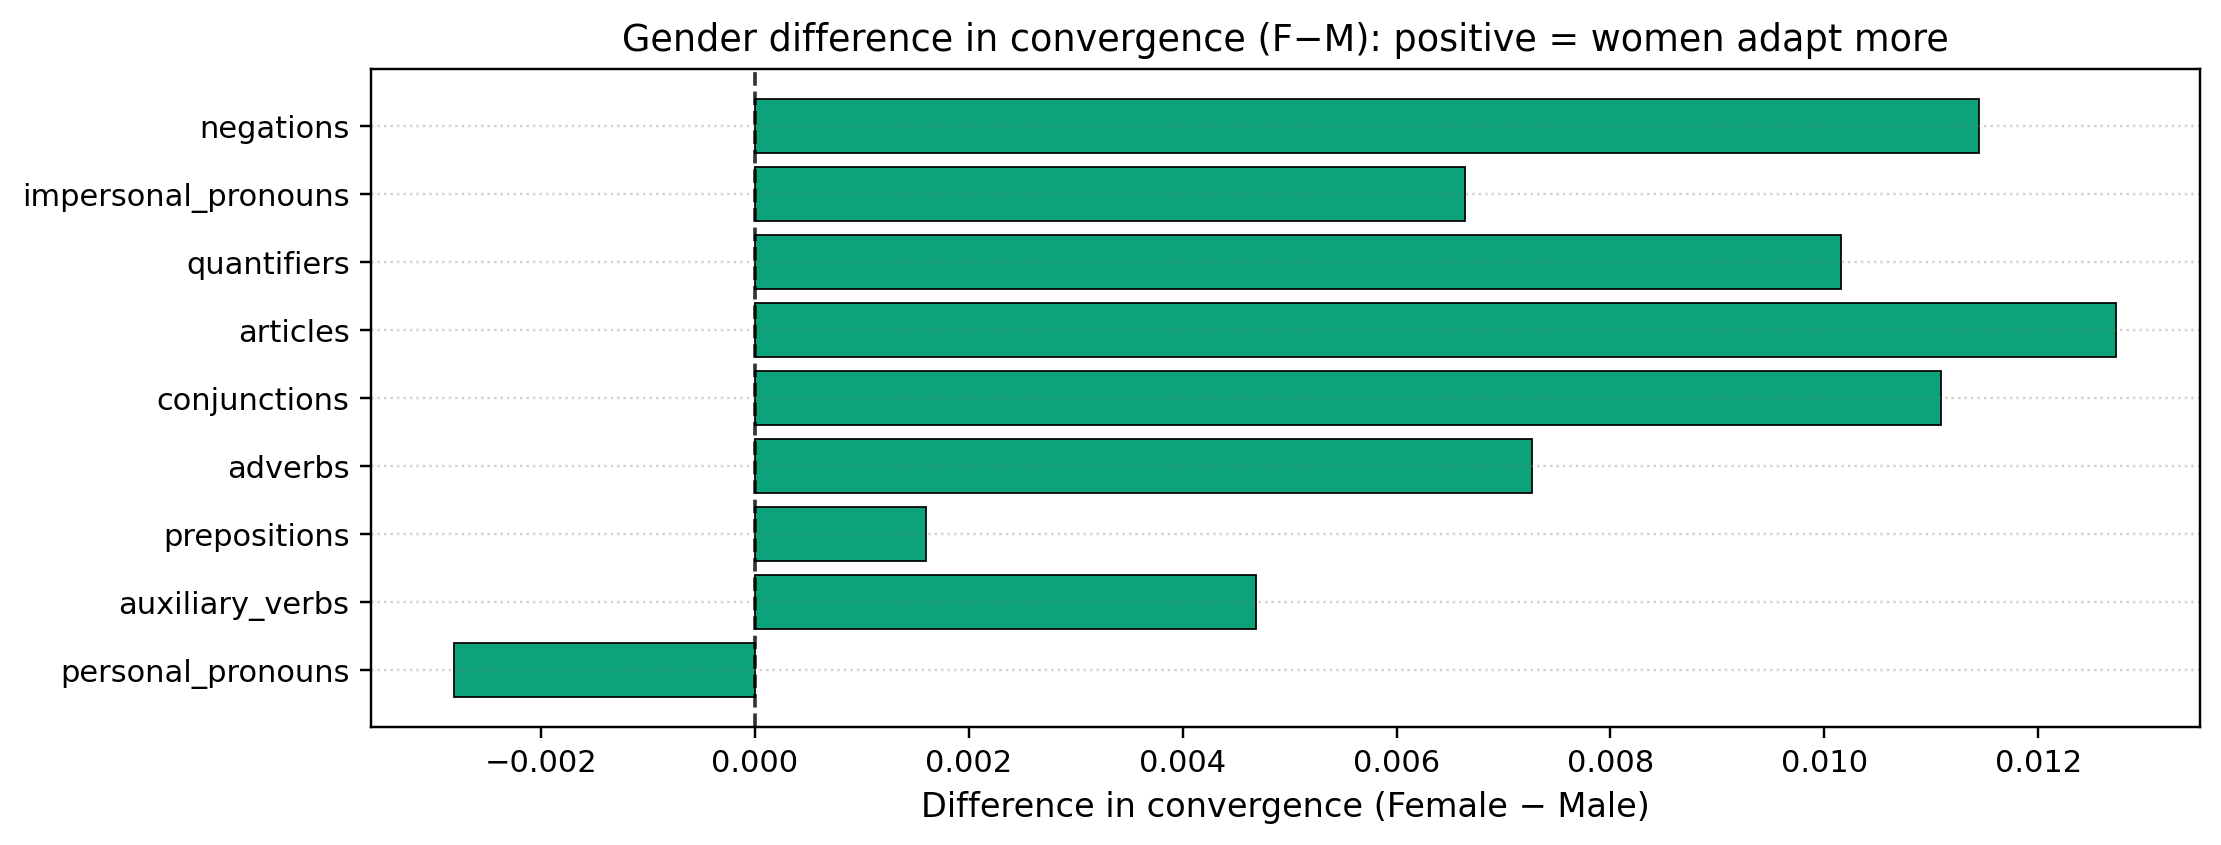 Gender difference in convergence (F−M): positive = women adapt more
negations
impersonal_pronouns
quantifiers
articles
conjunctions
adverbs
prepositions
auxiliary_verbs
personal_pronouns
−0.002 0.000 0.002 0.004 0.006 0.008 0.010 0.012
Difference in convergence (Female − Male)